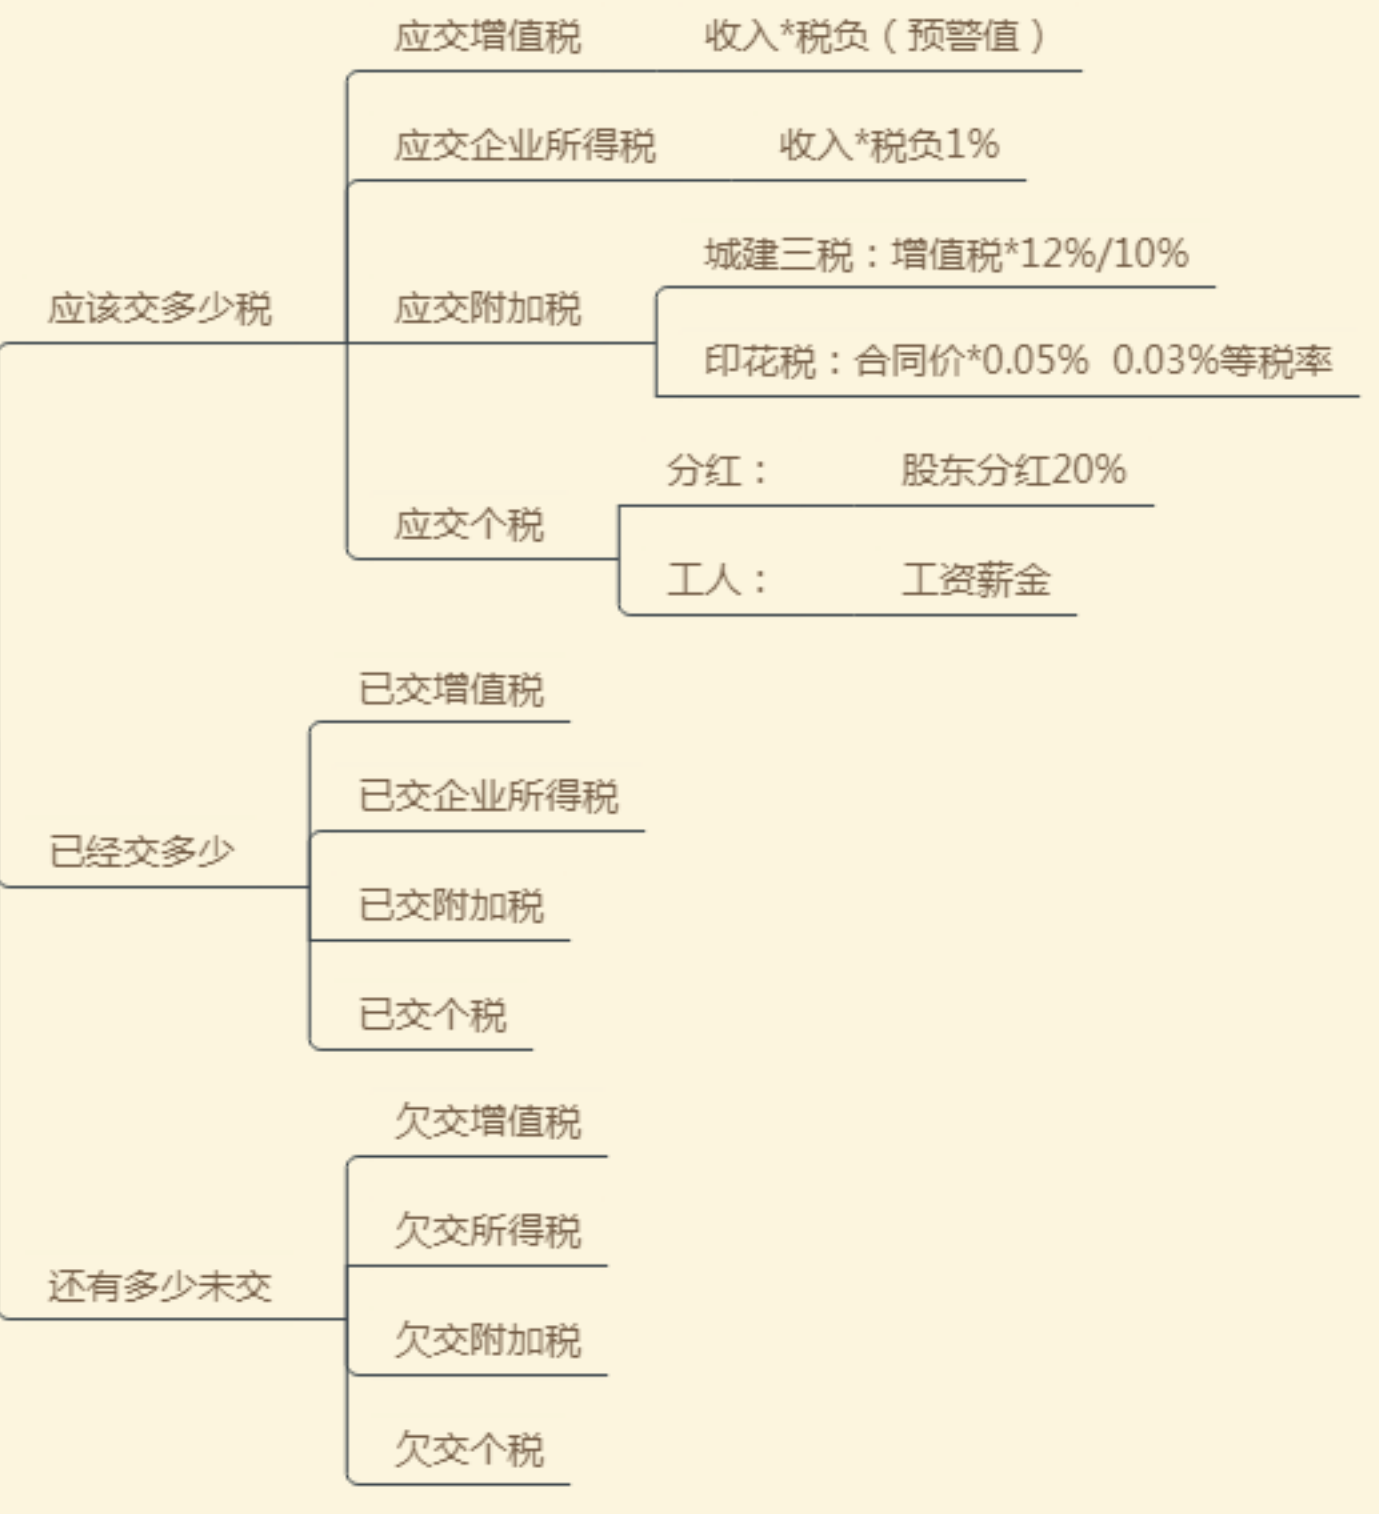 应交增值税 收入*税负（预警值）
应交企业所得税 收入*税负1%
城建三税：增值税*12%/10%
应该交多少税 应交附加税
印花税：合同价*0.05% 0.03%等税率
分红： 股东分红20%
应交个税
工人： 工资薪金
已交增值税
已交企业所得税
已经交多少
已交附加税
已交个税
欠交增值税
欠交所得税
还有多少未交
欠交附加税
欠交个税